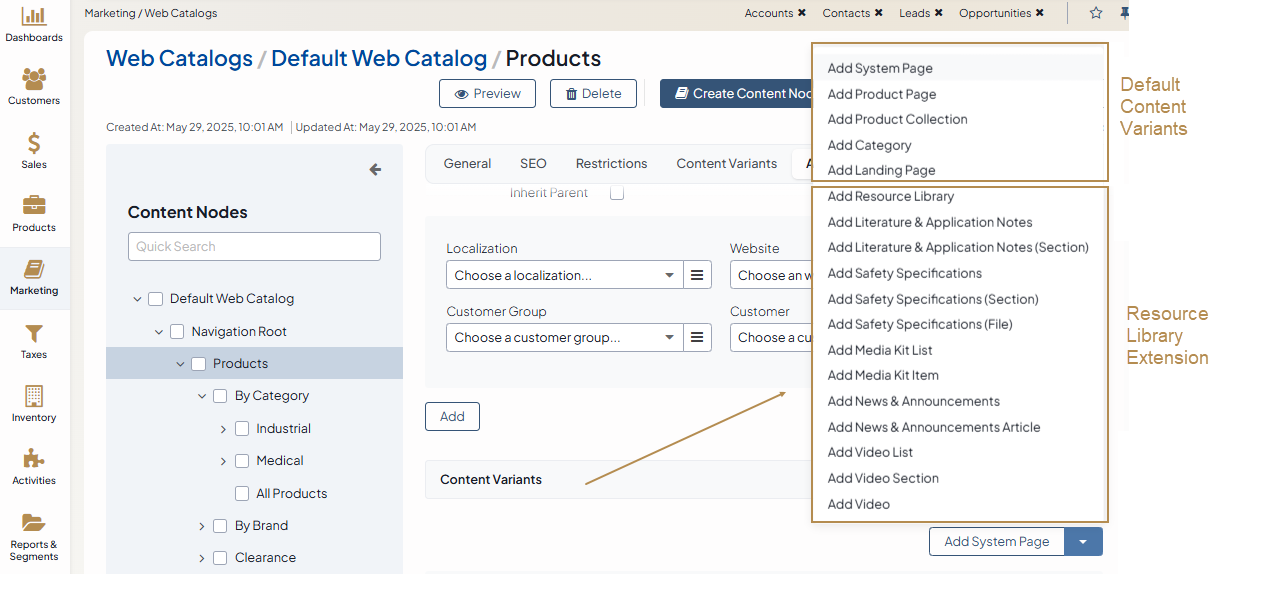 Marketing / Web Catalogs
Accounts ✖ Contacts ✖ Leads ✖ Opportunities ✖
Dashboards
Customers
Sales
Products
Marketing
Taxes
Inventory
Activities
Reports &
Segments
Web Catalogs / Default Web Catalog / Products
Preview
Delete
Create Content Nod
Created At: May 29, 2025, 10:01 AM | Updated At: May 29, 2025, 10:01 AM
Content Nodes
Quick Search
Default Web Catalog
Navigation Root
Products
By Category
Industrial
Medical
All Products
By Brand
Clearance
General
SEO
Restrictions
Content Variants
Inherit Parent
Localization
Website
Choose a localization...
Choose an w
Customer Group
Customer
Choose a customer group...
Choose a cu
Add
Content Variants
Add System Page
Add Product Page
Add Product Collection
Add Category
Add Landing Page
Add Resource Library
Add Literature & Application Notes
Add Literature & Application Notes (Section)
Add Safety Specifications
Add Safety Specifications (Section)
Add Safety Specifications (File)
Add Media Kit List
Add Media Kit Item
Add News & Announcements
Add News & Announcements Article
Add Video List
Add Video Section
Add Video
Add System Page
Default
Content
Variants
Resource
Library
Extension